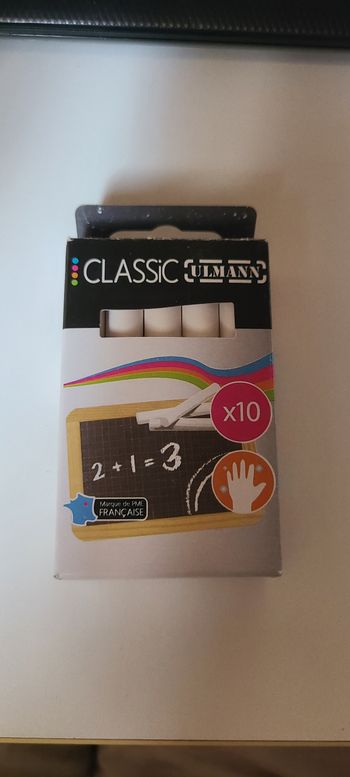 CLASSiC ULMANN
x10
2 + 1 = 3
Marque de PME
FRANÇAISE